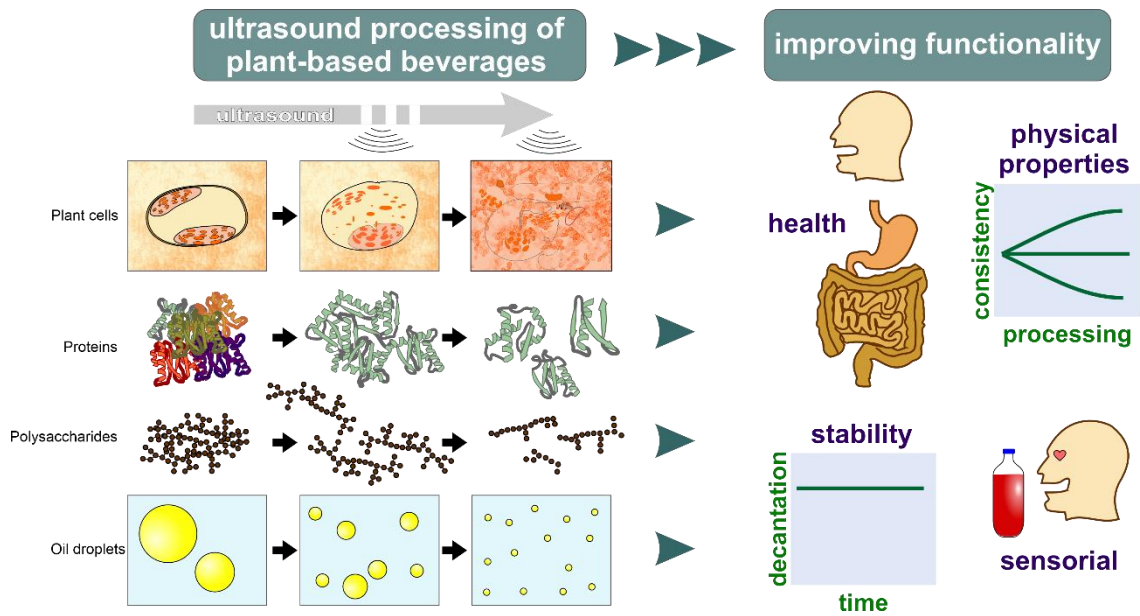 ultrasound processing of
plant-based beverages
improving functionality
ultrasound
Plant cells
Proteins
Polysaccharides
Oil droplets
health
physical
properties
consistency
processing
stability
decantation
time
sensorial